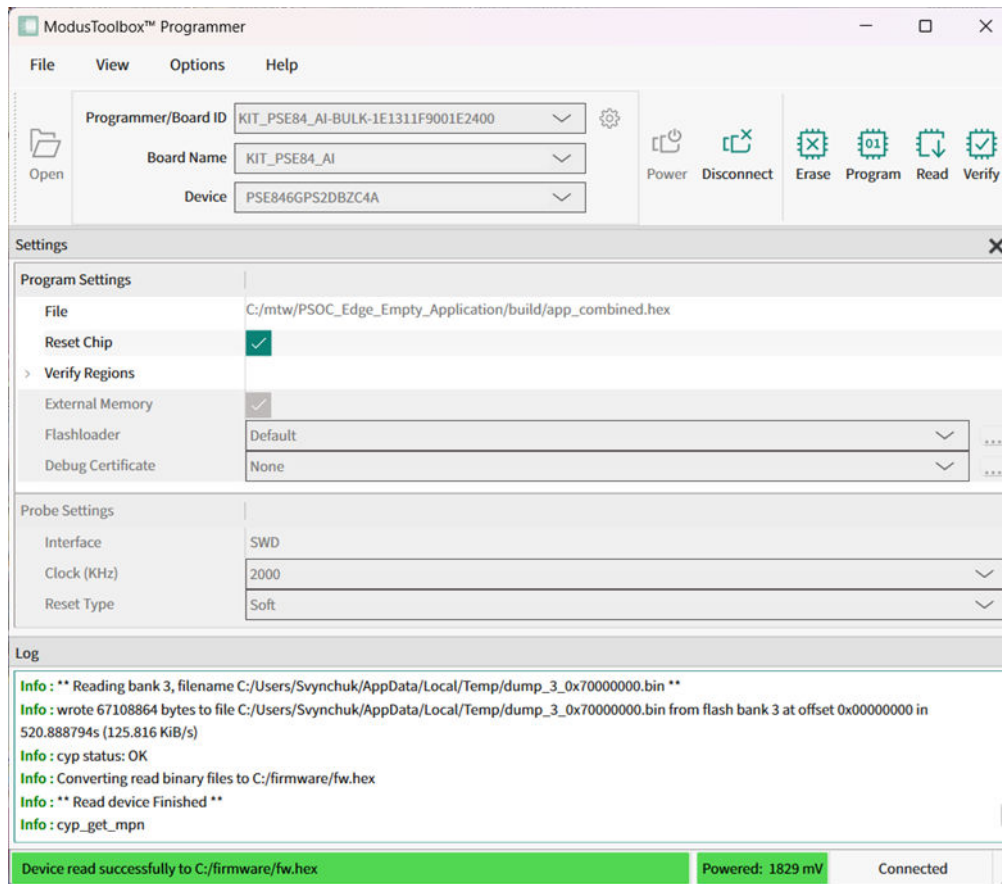 ModusToolbox™ Programmer
File View Options Help
Open
Programmer/Board ID KIT_PSE84_AI-BULK-1E1311F9001E2400
Board Name KIT_PSE84_AI
Device PSE846GPS2DBZC4A
Power Disconnect Erase Program Read Verify
Settings
Program Settings
File C:/mtw/PSOC_Edge_Empty_Application/build/app_combined.hex
Reset Chip
Verify Regions
External Memory
Flashloader Default ...
Debug Certificate None ...
Probe Settings
Interface SWD
Clock (KHz) 2000
Reset Type Soft
Log
Info : ** Reading bank 3, filename C:/Users/Svynchuk/AppData/Local/Temp/dump_3_0x70000000.bin **
Info : wrote 67108864 bytes to file C:/Users/Svynchuk/AppData/Local/Temp/dump_3_0x70000000.bin from flash bank 3 at offset 0x00000000 in
520.888794s (125.816 KiB/s)
Info : cyp status: OK
Info : Converting read binary files to C:/firmware/fw.hex
Info : ** Read device Finished **
Info : cyp_get_mpn
Device read successfully to C:/firmware/fw.hex Powered: 1829 mV Connected